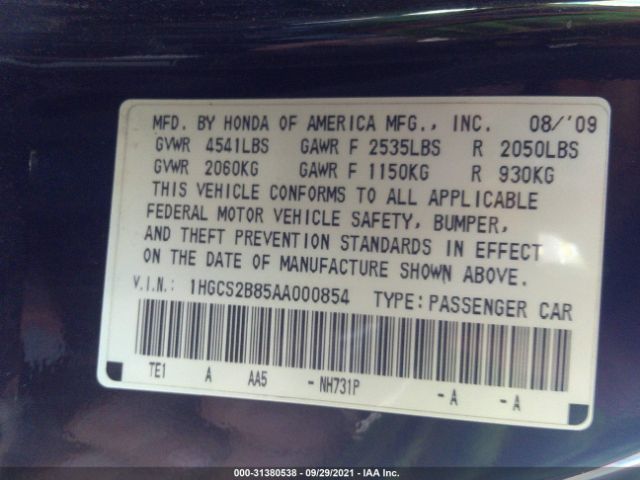 MFD. BY HONDA OF AMERICA MFG., INC. 08/'09
GVWR 4541LBS GAWR F 2535LBS R 2050LBS
GVWR 2060KG GAWR F 1150KG R 930KG
THIS VEHICLE CONFORMS TO ALL APPLICABLE
FEDERAL MOTOR VEHICLE SAFETY, BUMPER,
AND THEFT PREVENTION STANDARDS IN EFFECT
ON THE DATE OF MANUFACTURE SHOWN ABOVE.
V.I.N.: 1HGCS2B85AA000854 TYPE:PASSENGER CAR
TE1 A AA5 - NH731P - A - A
000-31380538 - 09/29/2021 - IAA Inc.